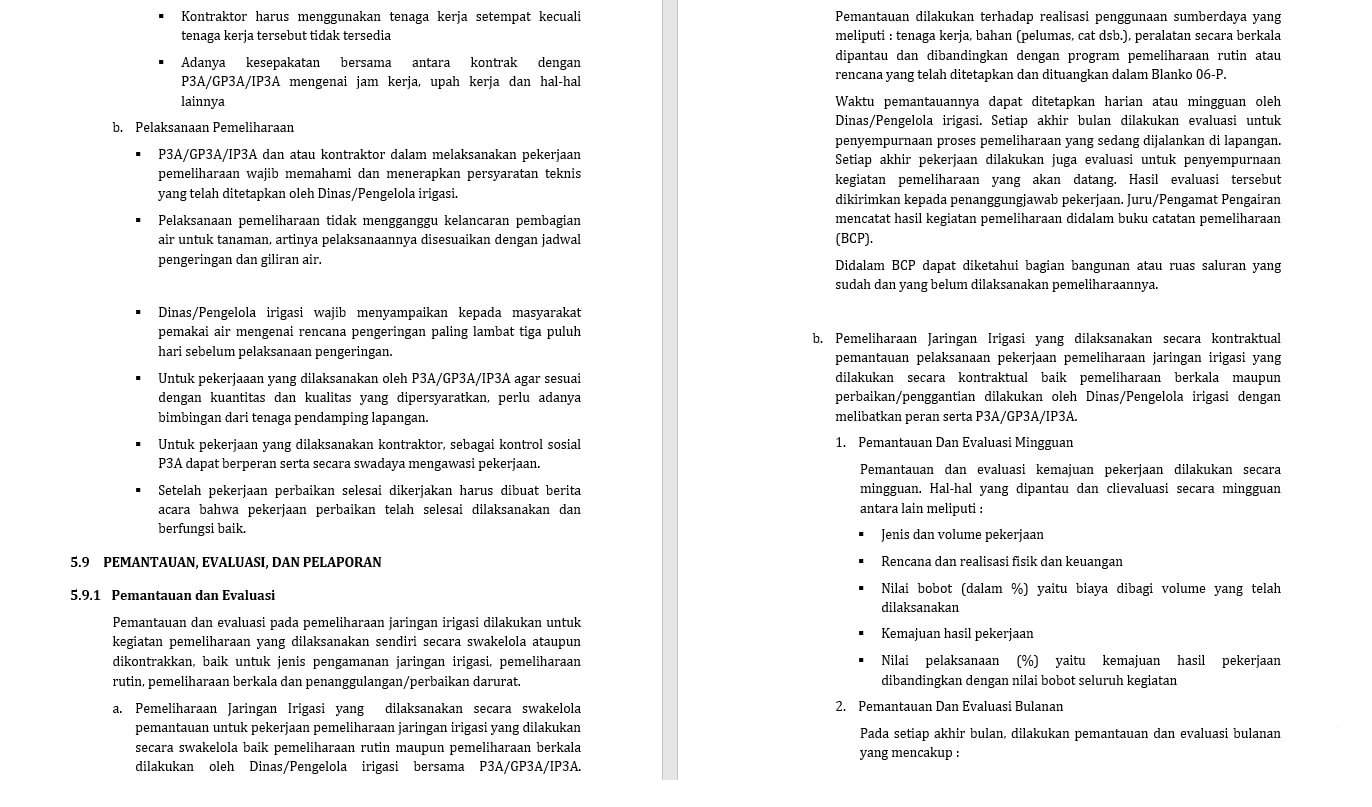 ▪ Kontraktor harus menggunakan tenaga kerja setempat kecuali
tenaga kerja tersebut tidak tersedia
▪ Adanya kesepakatan bersama antara kontrak dengan
P3A/GP3A/IP3A mengenai jam kerja, upah kerja dan hal-hal
lainnya
b. Pelaksanaan Pemeliharaan
▪ P3A/GP3A/IP3A dan atau kontraktor dalam melaksanakan pekerjaan
pemeliharaan wajib memahami dan menerapkan persyaratan teknis
yang telah ditetapkan oleh Dinas/Pengelola irigasi.
▪ Pelaksanaan pemeliharaan tidak mengganggu kelancaran pembagian
air untuk tanaman, artinya pelaksanaannya disesuaikan dengan jadwal
pengeringan dan giliran air.
▪ Dinas/Pengelola irigasi wajib menyampaikan kepada masyarakat
pemakai air mengenai rencana pengeringan paling lambat tiga puluh
hari sebelum pelaksanaan pengeringan.
▪ Untuk pekerjaaan yang dilaksanakan oleh P3A/GP3A/IP3A agar sesuai
dengan kuantitas dan kualitas yang dipersyaratkan, perlu adanya
bimbingan dari tenaga pendamping lapangan.
▪ Untuk pekerjaan yang dilaksanakan kontraktor, sebagai kontrol sosial
P3A dapat berperan serta secara swadaya mengawasi pekerjaan.
▪ Setelah pekerjaan perbaikan selesai dikerjakan harus dibuat berita
acara bahwa pekerjaan perbaikan telah selesai dilaksanakan dan
berfungsi baik.
5.9 PEMANTAUAN, EVALUASI, DAN PELAPORAN
5.9.1 Pemantauan dan Evaluasi
Pemantauan dan evaluasi pada pemeliharaan jaringan irigasi dilakukan untuk
kegiatan pemeliharaan yang dilaksanakan sendiri secara swakelola ataupun
dikontrakkan, baik untuk jenis pengamanan jaringan irigasi, pemeliharaan
rutin, pemeliharaan berkala dan penanggulangan/perbaikan darurat.
a. Pemeliharaan Jaringan Irigasi yang dilaksanakan secara swakelola
pemantauan untuk pekerjaan pemeliharaan jaringan irigasi yang dilakukan
secara swakelola baik pemeliharaan rutin maupun pemeliharaan berkala
dilakukan oleh Dinas/Pengelola irigasi bersama P3A/GP3A/IP3A.
Pemantauan dilakukan terhadap realisasi penggunaan sumberdaya yang
meliputi : tenaga kerja, bahan (pelumas, cat dsb.), peralatan secara berkala
dipantau dan dibandingkan dengan program pemeliharaan rutin atau
rencana yang telah ditetapkan dan dituangkan dalam Blanko 06-P.
Waktu pemantauannya dapat ditetapkan harian atau mingguan oleh
Dinas/Pengelola irigasi. Setiap akhir bulan dilakukan evaluasi untuk
penyempurnaan proses pemeliharaan yang sedang dijalankan di lapangan.
Setiap akhir pekerjaan dilakukan juga evaluasi untuk penyempurnaan
kegiatan pemeliharaan yang akan datang. Hasil evaluasi tersebut
dikirimkan kepada penanggungjawab pekerjaan. Juru/Pengamat Pengairan
mencatat hasil kegiatan pemeliharaan didalam buku catatan pemeliharaan
(BCP).
Didalam BCP dapat diketahui bagian bangunan atau ruas saluran yang
sudah dan yang belum dilaksanakan pemeliharaannya.
b. Pemeliharaan Jaringan Irigasi yang dilaksanakan secara kontraktual
pemantauan pelaksanaan pekerjaan pemeliharaan jaringan irigasi yang
dilakukan secara kontraktual baik pemeliharaan berkala maupun
perbaikan/penggantian dilakukan oleh Dinas/Pengelola irigasi dengan
melibatkan peran serta P3A/GP3A/IP3A.
1. Pemantauan Dan Evaluasi Mingguan
Pemantauan dan evaluasi kemajuan pekerjaan dilakukan secara
mingguan. Hal-hal yang dipantau dan clievaluasi secara mingguan
antara lain meliputi :
▪ Jenis dan volume pekerjaan
▪ Rencana dan realisasi fisik dan keuangan
▪ Nilai bobot (dalam %) yaitu biaya dibagi volume yang telah
dilaksanakan
▪ Kemajuan hasil pekerjaan
▪ Nilai pelaksanaan (%) yaitu kemajuan hasil pekerjaan
dibandingkan dengan nilai bobot seluruh kegiatan
2. Pemantauan Dan Evaluasi Bulanan
Pada setiap akhir bulan, dilakukan pemantauan dan evaluasi bulanan
yang mencakup :